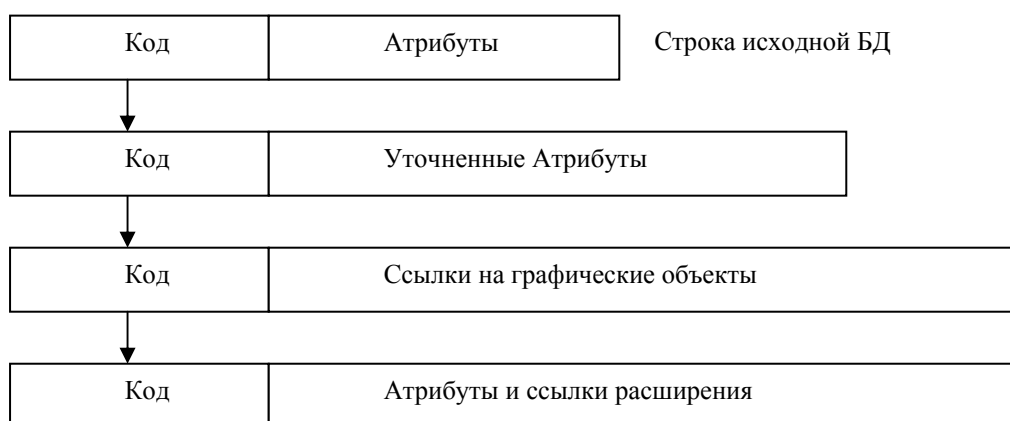 Код Атрибуты Строка исходной БД
Код Уточненные Атрибуты
Код Ссылки на графические объекты
Код Атрибуты и ссылки расширения